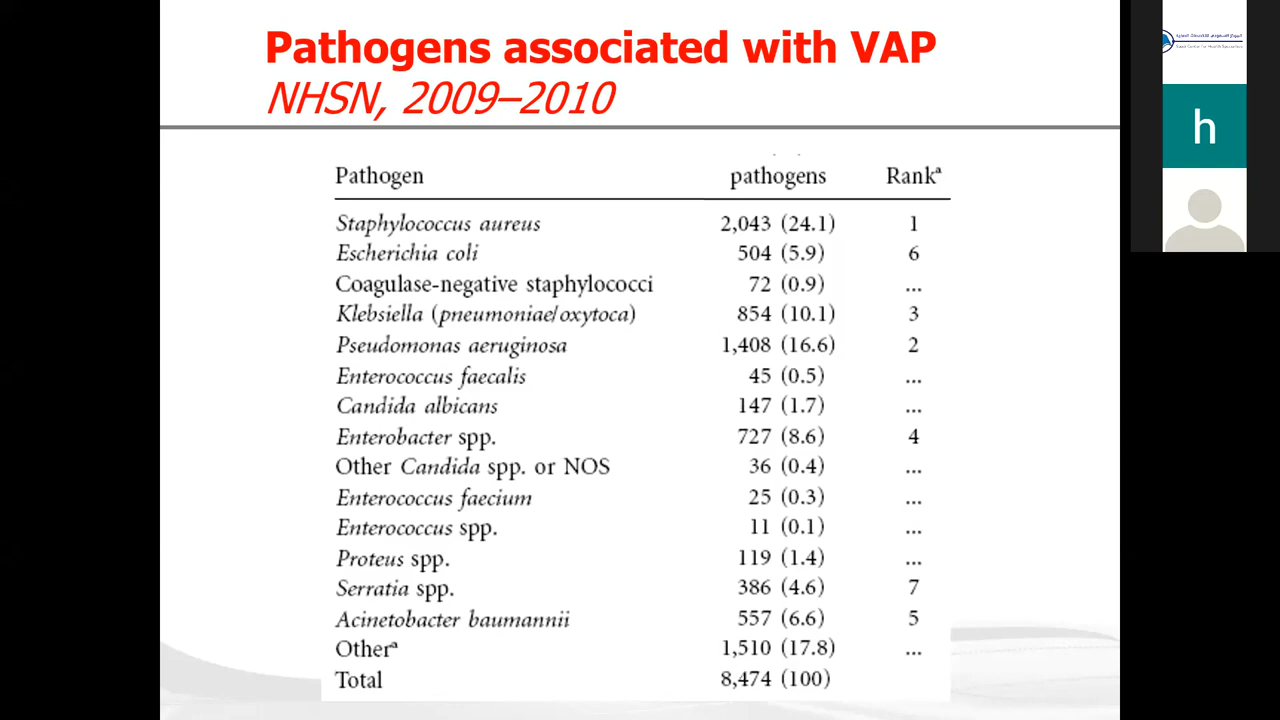 Pathogens associated with VAP
NHSN, 2009–2010
Pathogen pathogens Rankª
Staphylococcus aureus 2,043 (24.1) 1
Escherichia coli 504 (5.9) 6
Coagulase-negative staphylococci 72 (0.9) ...
Klebsiella (pneumoniae/oxytoca) 854 (10.1) 3
Pseudomonas aeruginosa 1,408 (16.6) 2
Enterococcus faecalis 45 (0.5) ...
Candida albicans 147 (1.7) ...
Enterobacter spp. 727 (8.6) 4
Other Candida spp. or NOS 36 (0.4) ...
Enterococcus faecium 25 (0.3) ...
Enterococcus spp. 11 (0.1) ...
Proteus spp. 119 (1.4) ...
Serratia spp. 386 (4.6) 7
Acinetobacter baumannii 557 (6.6) 5
Otherª 1,510 (17.8) ...
Total 8,474 (100)
h